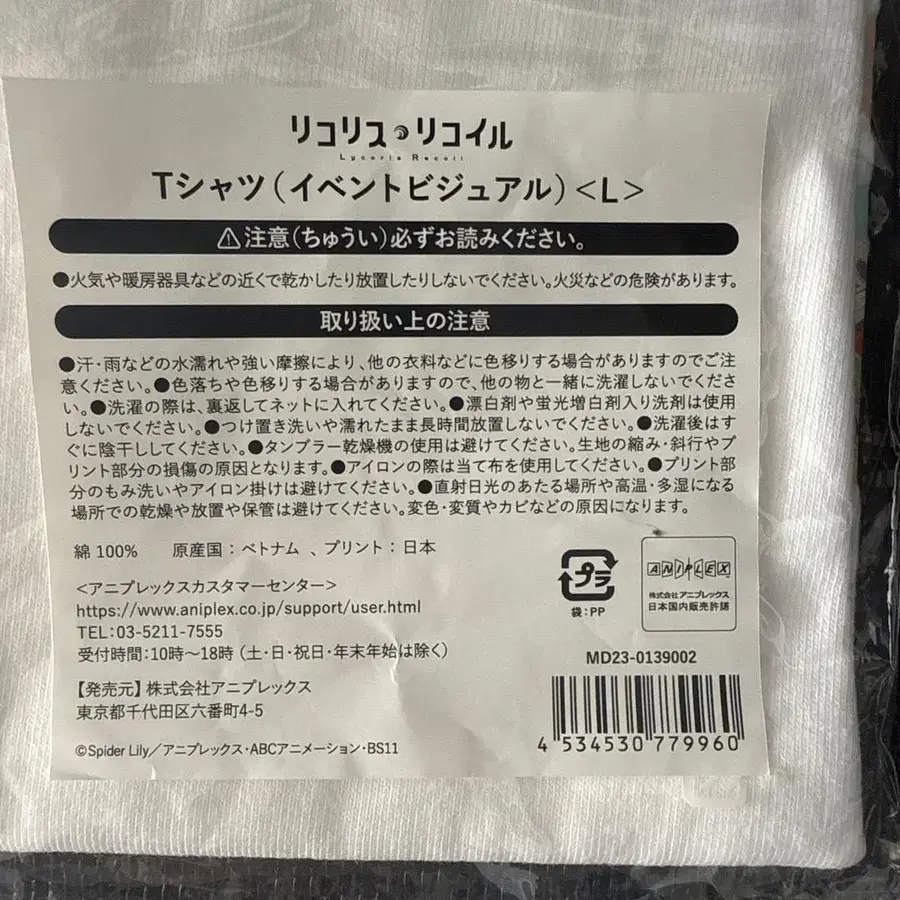 リコリス・リコイル
Lycoris Recoil
Tシャツ(イベントビジュアル)<L>
⚠注意(ちゅうい)必ずお読みください。
●火気や暖房器具などの近くで乾かしたり放置したりしないでください。火災などの危険があります。
取り扱い上の注意
●汗・雨などの水濡れや強い摩擦により、他の衣料などに色移りする場合がありますのでご注
意ください。●色落ちや色移りする場合がありますので、他の物と一緒に洗濯しないでくださ
い。●洗濯の際は、裏返してネットに入れてください。●漂白剤や蛍光増白剤入り洗剤は使用
しないでください。●つけ置き洗いや濡れたまま長時間放置しないでください。●洗濯後はす
ぐに陰干ししてください。●タンブラー乾燥機の使用は避けてください。生地の縮み・斜行やプ
リント部分の損傷の原因となります。●アイロンの際は当て布を使用してください。●プリント部
分のもみ洗いやアイロン掛けは避けてください。●直射日光のあたる場所や高温・多湿になる
場所での乾燥や放置や保管は避けてください。変色・変質やカビなどの原因になります。
綿 100% 原産国:ベトナム 、プリント:日本
<アニプレックスカスタマーセンター>
https://www.aniplex.co.jp/support/user.html
TEL:03-5211-7555
受付時間:10時〜18時 (土・日・祝日・年末年始は除く)
【発売元】株式会社アニプレックス
東京都千代田区六番町4-5
©Spider Lily/アニプレックス・ABCアニメーション・BS11
プラ
袋:PP
ANIPLEX
株式会社アニプレックス
日本国内販売許諾
MD23-0139002
4 534530 779960